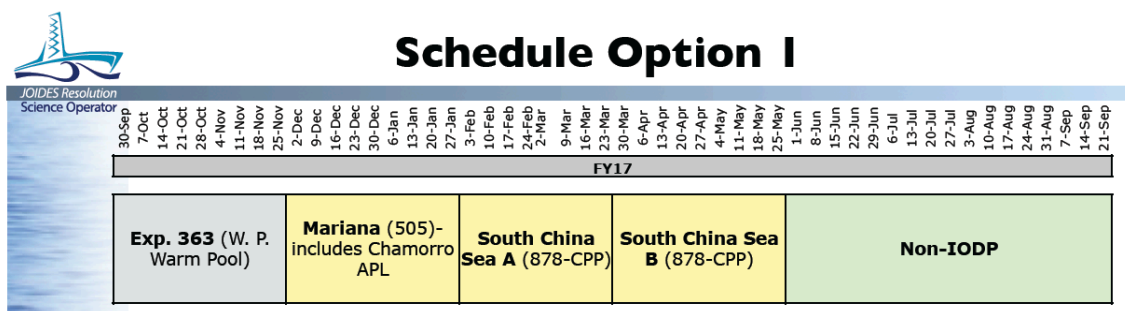 Schedule Option 1
JOIDES Resolution
Science Operator
30-Sep 7-Oct 14-Oct 21-Oct 28-Oct 4-Nov 11-Nov 18-Nov 25-Nov 2-Dec 9-Dec 16-Dec 23-Dec 30-Dec 6-Jan 13-Jan 20-Jan 27-Jan 3-Feb 10-Feb 17-Feb 24-Feb 2-Mar 9-Mar 16-Mar 23-Mar 30-Mar 6-Apr 13-Apr 20-Apr 27-Apr 4-May 11-May 18-May 25-May 1-Jun 8-Jun 15-Jun 22-Jun 29-Jun 6-Jul 13-Jul 20-Jul 27-Jul 3-Aug 10-Aug 17-Aug 24-Aug 31-Aug 7-Sep 14-Sep 21-Sep
FY17
Exp. 363 (W. P.
Warm Pool)
Mariana (505)-
includes Chamorro
APL
South China
Sea A (878-CPP)
South China Sea
B (878-CPP)
Non-IODP